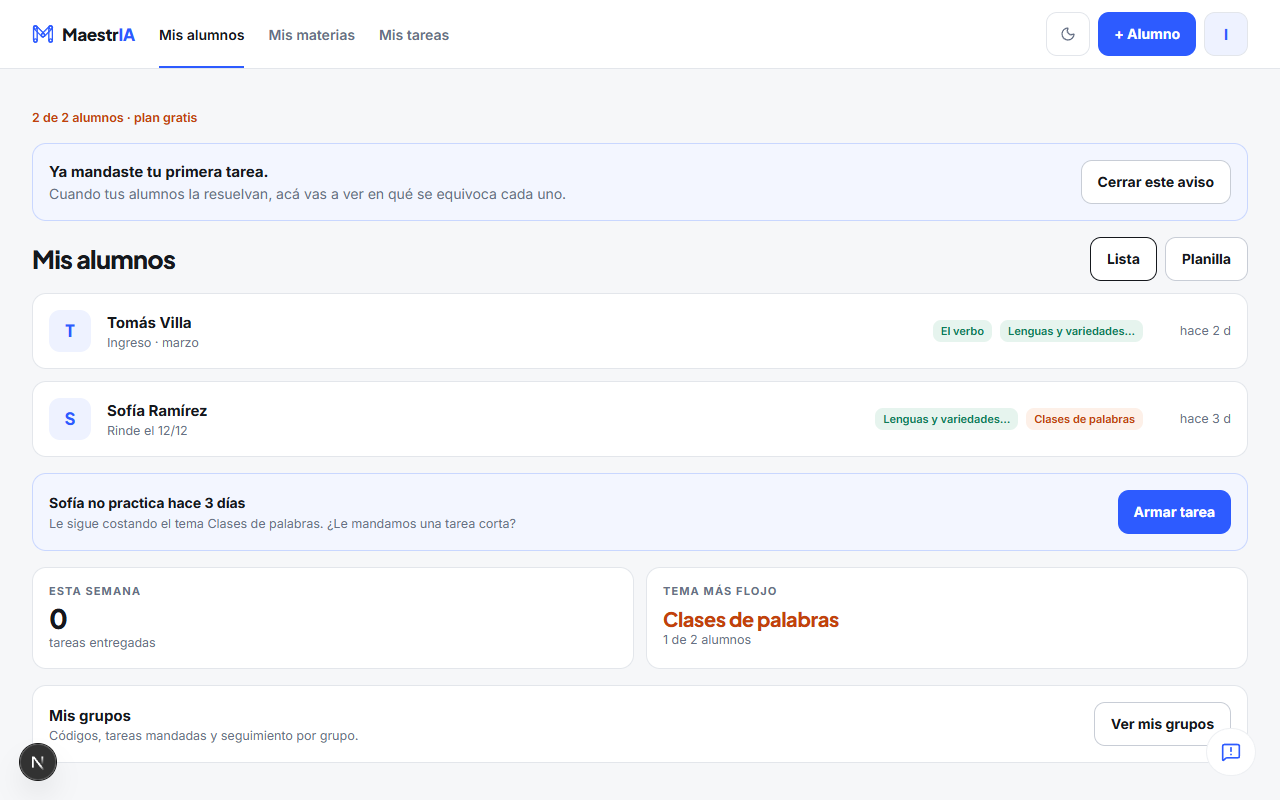 MaestrIA
Mis alumnos
Mis materias
Mis tareas
+ Alumno
I
2 de 2 alumnos · plan gratis
Ya mandaste tu primera tarea.
Cuando tus alumnos la resuelvan, acá vas a ver en qué se equivoca cada uno.
Cerrar este aviso
Mis alumnos
Lista
Planilla
T
Tomás Villa
Ingreso · marzo
El verbo
Lenguas y variedades...
hace 2 d
S
Sofía Ramírez
Rinde el 12/12
Lenguas y variedades...
Clases de palabras
hace 3 d
Sofía no practica hace 3 días
Le sigue costando el tema Clases de palabras. ¿Le mandamos una tarea corta?
Armar tarea
ESTA SEMANA
0
tareas entregadas
TEMA MÁS FLOJO
Clases de palabras
1 de 2 alumnos
Mis grupos
Códigos, tareas mandadas y seguimiento por grupo.
Ver mis grupos
N